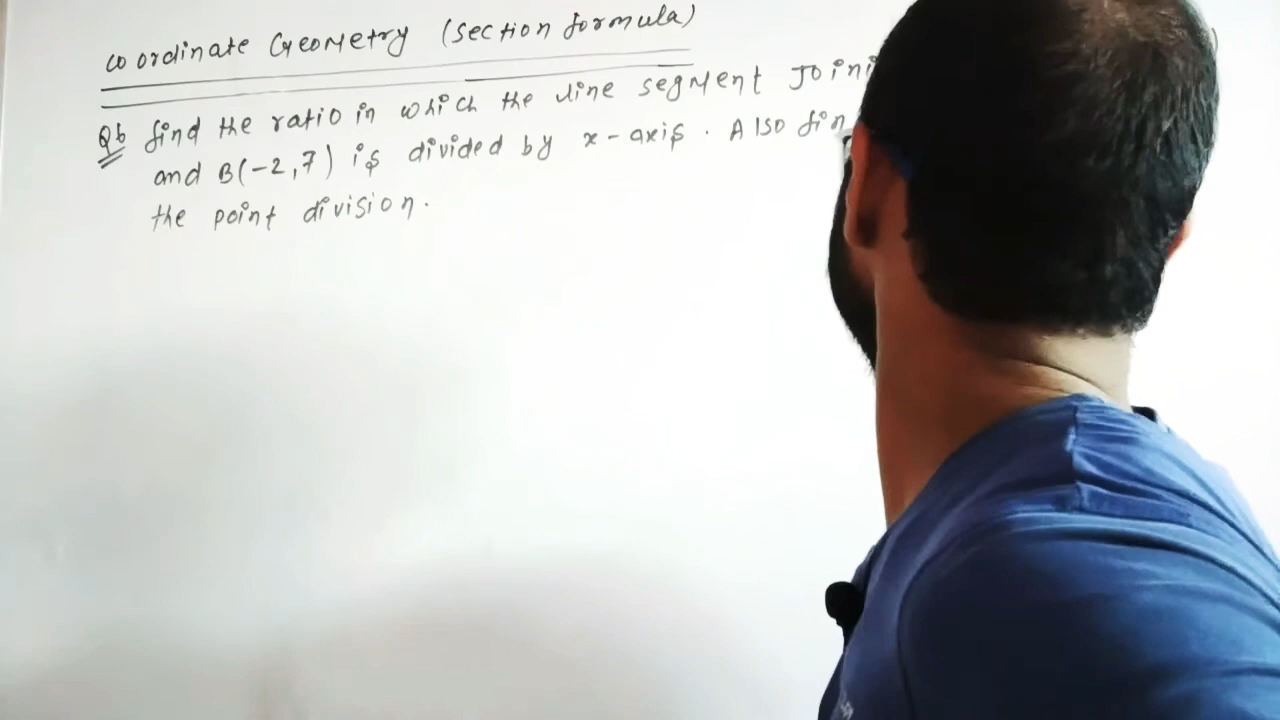 Coordinate Geometry (section formula)
Q6 find the ratio in which the line segment Joini
and B(-2,7) is divided by x-axis. Also fin
the point division.